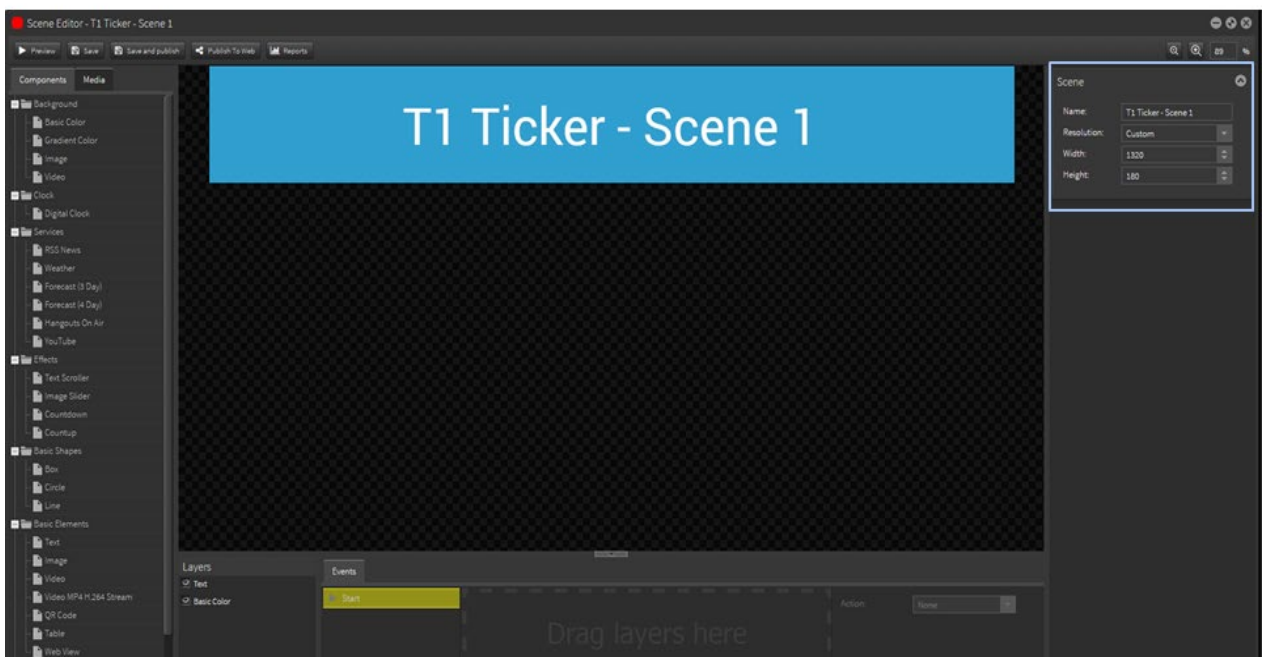 Scene Editor - T1 Ticker - Scene 1
Preview Save Save and publish Publish To Web Reports 89 %
Components Media
Background
Basic Color
Gradient Color
Image
Video
Clock
Digital Clock
Services
RSS News
Weather
Forecast (3 Day)
Forecast (4 Day)
Hangouts On Air
YouTube
Effects
Text Scroller
Image Slider
Countdown
Countup
Basic Shapes
Box
Circle
Line
Basic Elements
Text
Image
Video
Video MP4 H.264 Stream
QR Code
Table
Web View
T1 Ticker - Scene 1
Layers
Text
Basic Color
Events
Start
Drag layers here
Action: None
Scene
Name: T1 Ticker - Scene 1
Resolution: Custom
Width: 1320
Height: 180